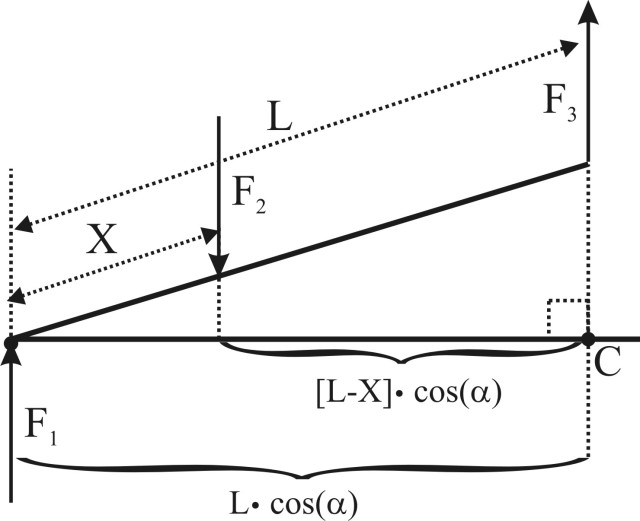 L
F₃
F₂
X
C
[L-X]• cos(α)
F₁
L• cos(α)